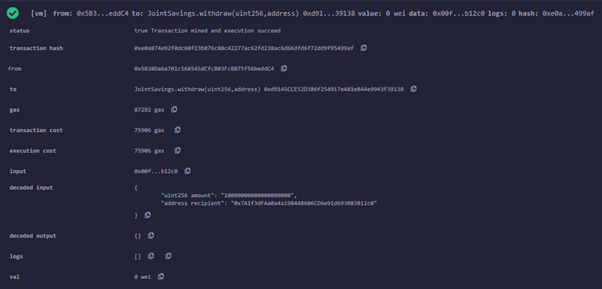 [vm] from: 0x5B3...eddC4 to: JointSavings.withdraw(uint256,address) 0xd91...39138 value: 0 wei data: 0x00f...b12c0 logs: 0 hash: 0xe0a...499af
status true Transaction mined and execution succeed
transaction hash 0xe0a874e92f0dc60f23b876c88c42277ac62fd238ac6d66dfd6f72dd9f95499af
from 0x5B38Da6a701c568545dCfcB03FcB875f56beddC4
to JointSavings.withdraw(uint256,address) 0xd9145CCE52D386f254917e481eB44e9943F39138
gas 87292 gas
transaction cost 75906 gas
execution cost 75906 gas
input 0x00f...b12c0
decoded input {
"uint256 amount": "10000000000000000000",
"address recipient":
}
decoded output {}
logs []
val 0 wei